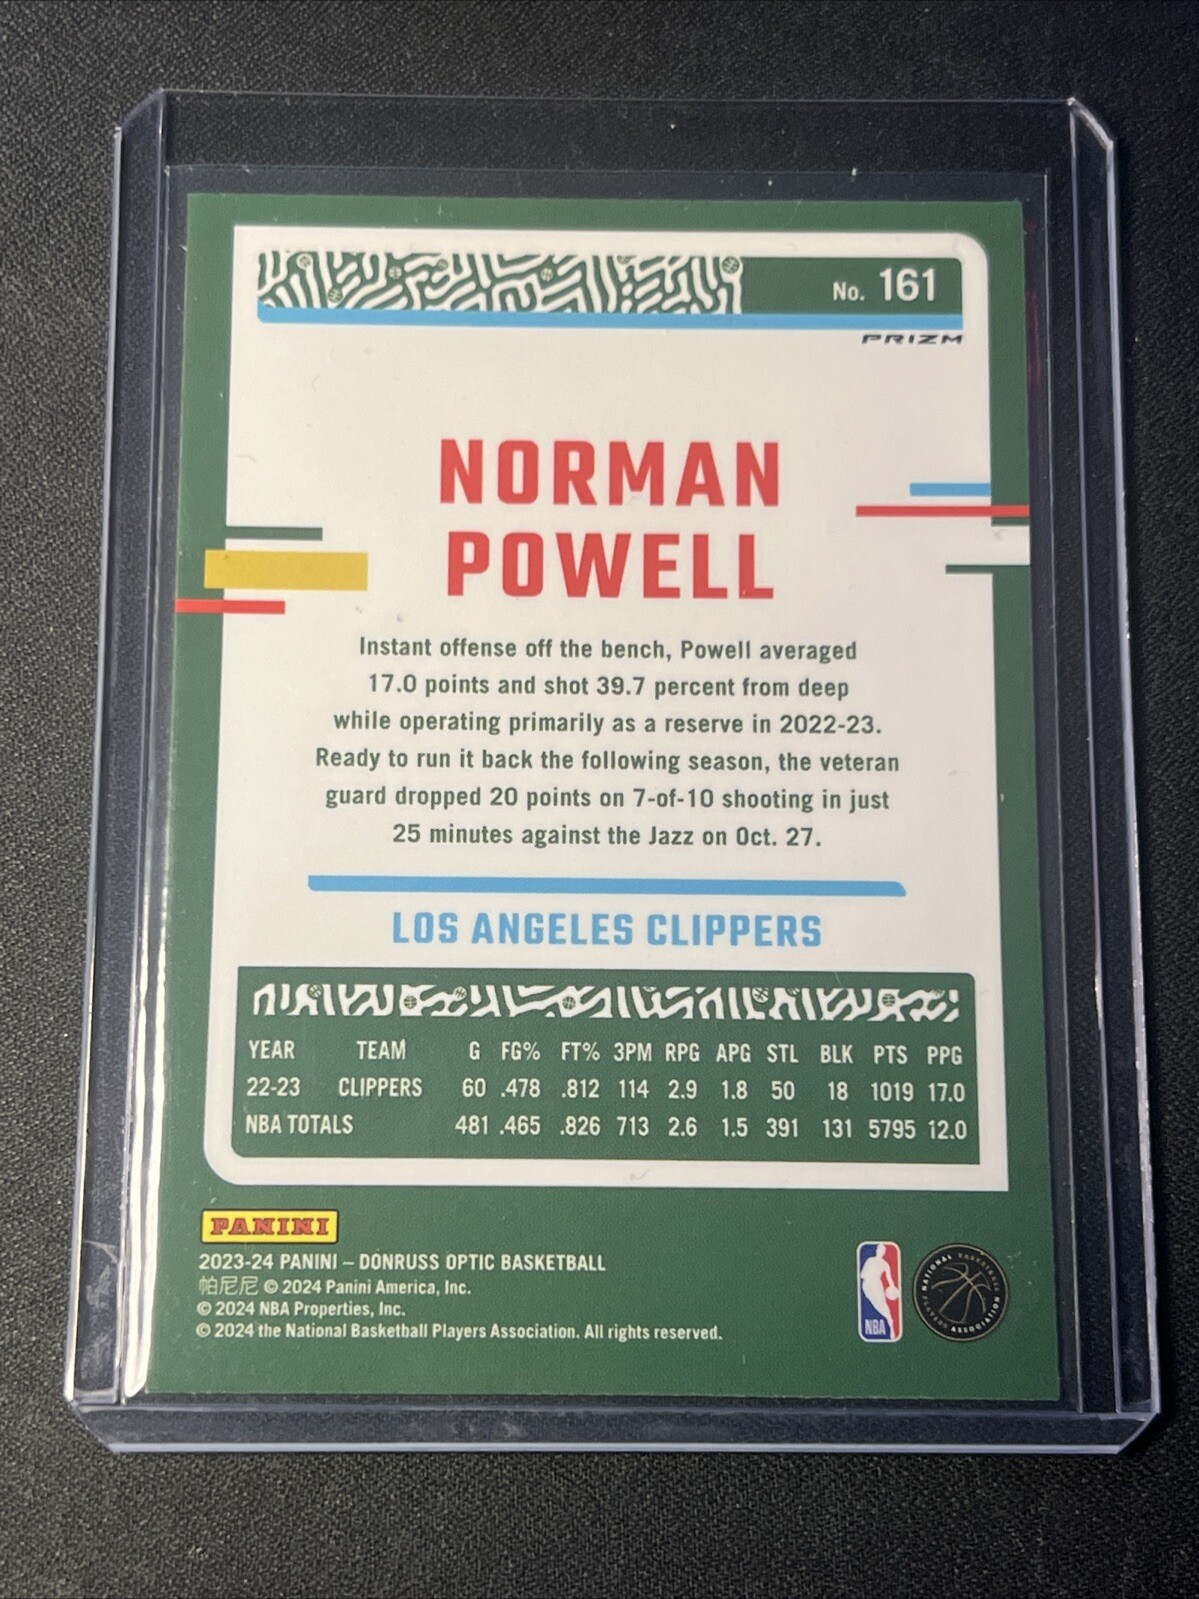 No. 161
PRIZM
NORMAN
POWELL
Instant offense off the bench, Powell averaged
17.0 points and shot 39.7 percent from deep
while operating primarily as a reserve in 2022-23.
Ready to run it back the following season, the veteran
guard dropped 20 points on 7-of-10 shooting in just
25 minutes against the Jazz on Oct. 27.
LOS ANGELES CLIPPERS
YEAR TEAM G FG% FT% 3PM RPG APG STL BLK PTS PPG
22-23 CLIPPERS 60 .478 .812 114 2.9 1.8 50 18 1019 17.0
NBA TOTALS 481 .465 .826 713 2.6 1.5 391 131 5795 12.0
PANINI
2023-24 PANINI – DONRUSS OPTIC BASKETBALL
帕尼尼 © 2024 Panini America, Inc.
© 2024 NBA Properties, Inc.
© 2024 the National Basketball Players Association. All rights reserved.
NBA
NATIONAL BASKETBALL PLAYERS ASSOCIATION